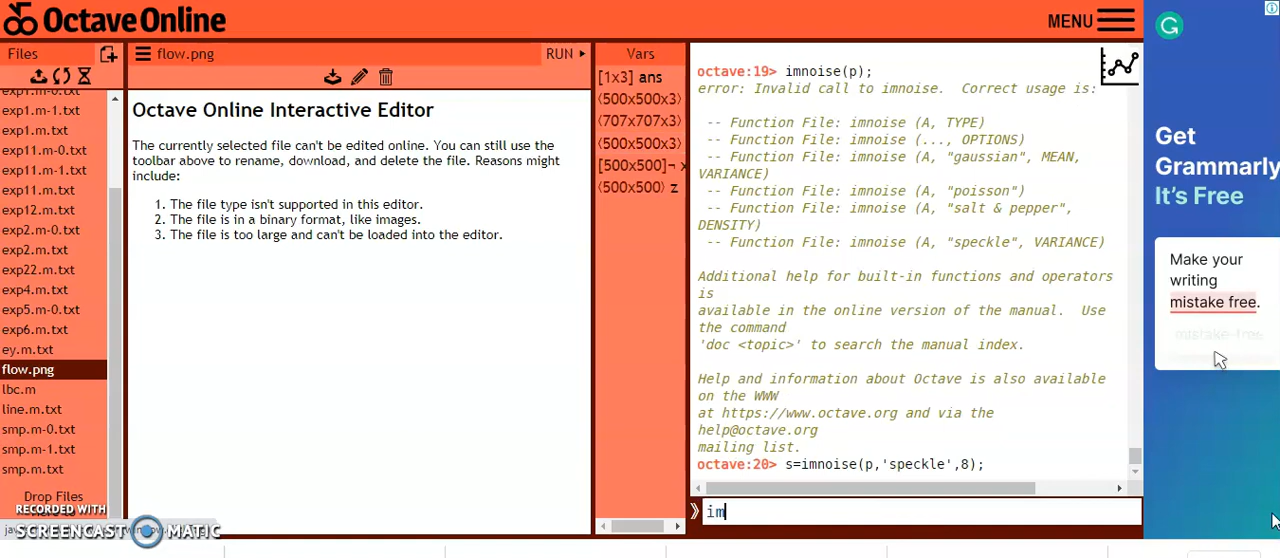 Octave Online
MENU
Files
flow.png
RUN
Vars
exp1.m-0.txt
exp1.m-1.txt
exp1.m.txt
exp11.m-0.txt
exp11.m-1.txt
exp11.m.txt
exp12.m.txt
exp2.m-0.txt
exp2.m.txt
exp22.m.txt
exp4.m.txt
exp5.m-0.txt
exp6.m.txt
ey.m.txt
flow.png
lbc.m
line.m.txt
smp.m-0.txt
smp.m-1.txt
smp.m.txt
Drop Files
RECORDED WITH
SCREENCAST MATIC
Octave Online Interactive Editor
The currently selected file can't be edited online. You can still use the
toolbar above to rename, download, and delete the file. Reasons might
include:
1. The file type isn't supported in this editor.
2. The file is in a binary format, like images.
3. The file is too large and can't be loaded into the editor.
[1x3] ans
(500x500x3)
(707x707x3)
(500x500x3)
[500x500]¬ x
(500x500) z
octave:19> imnoise(p);
error: Invalid call to imnoise.  Correct usage is:
-- Function File: imnoise (A, TYPE)
-- Function File: imnoise (..., OPTIONS)
-- Function File: imnoise (A, "gaussian", MEAN,
VARIANCE)
-- Function File: imnoise (A, "poisson")
-- Function File: imnoise (A, "salt & pepper",
DENSITY)
-- Function File: imnoise (A, "speckle", VARIANCE)
Additional help for built-in functions and operators
is
available in the online version of the manual.  Use
the command
'doc <topic>' to search the manual index.
Help and information about Octave is also available
on the WWW
at https://www.octave.org and via the
help@octave.org
mailing list.
octave:20> s=imnoise(p,'speckle',8);
im
Get
Grammarly
It's Free
Make your
writing
mistake free.
mistake-free